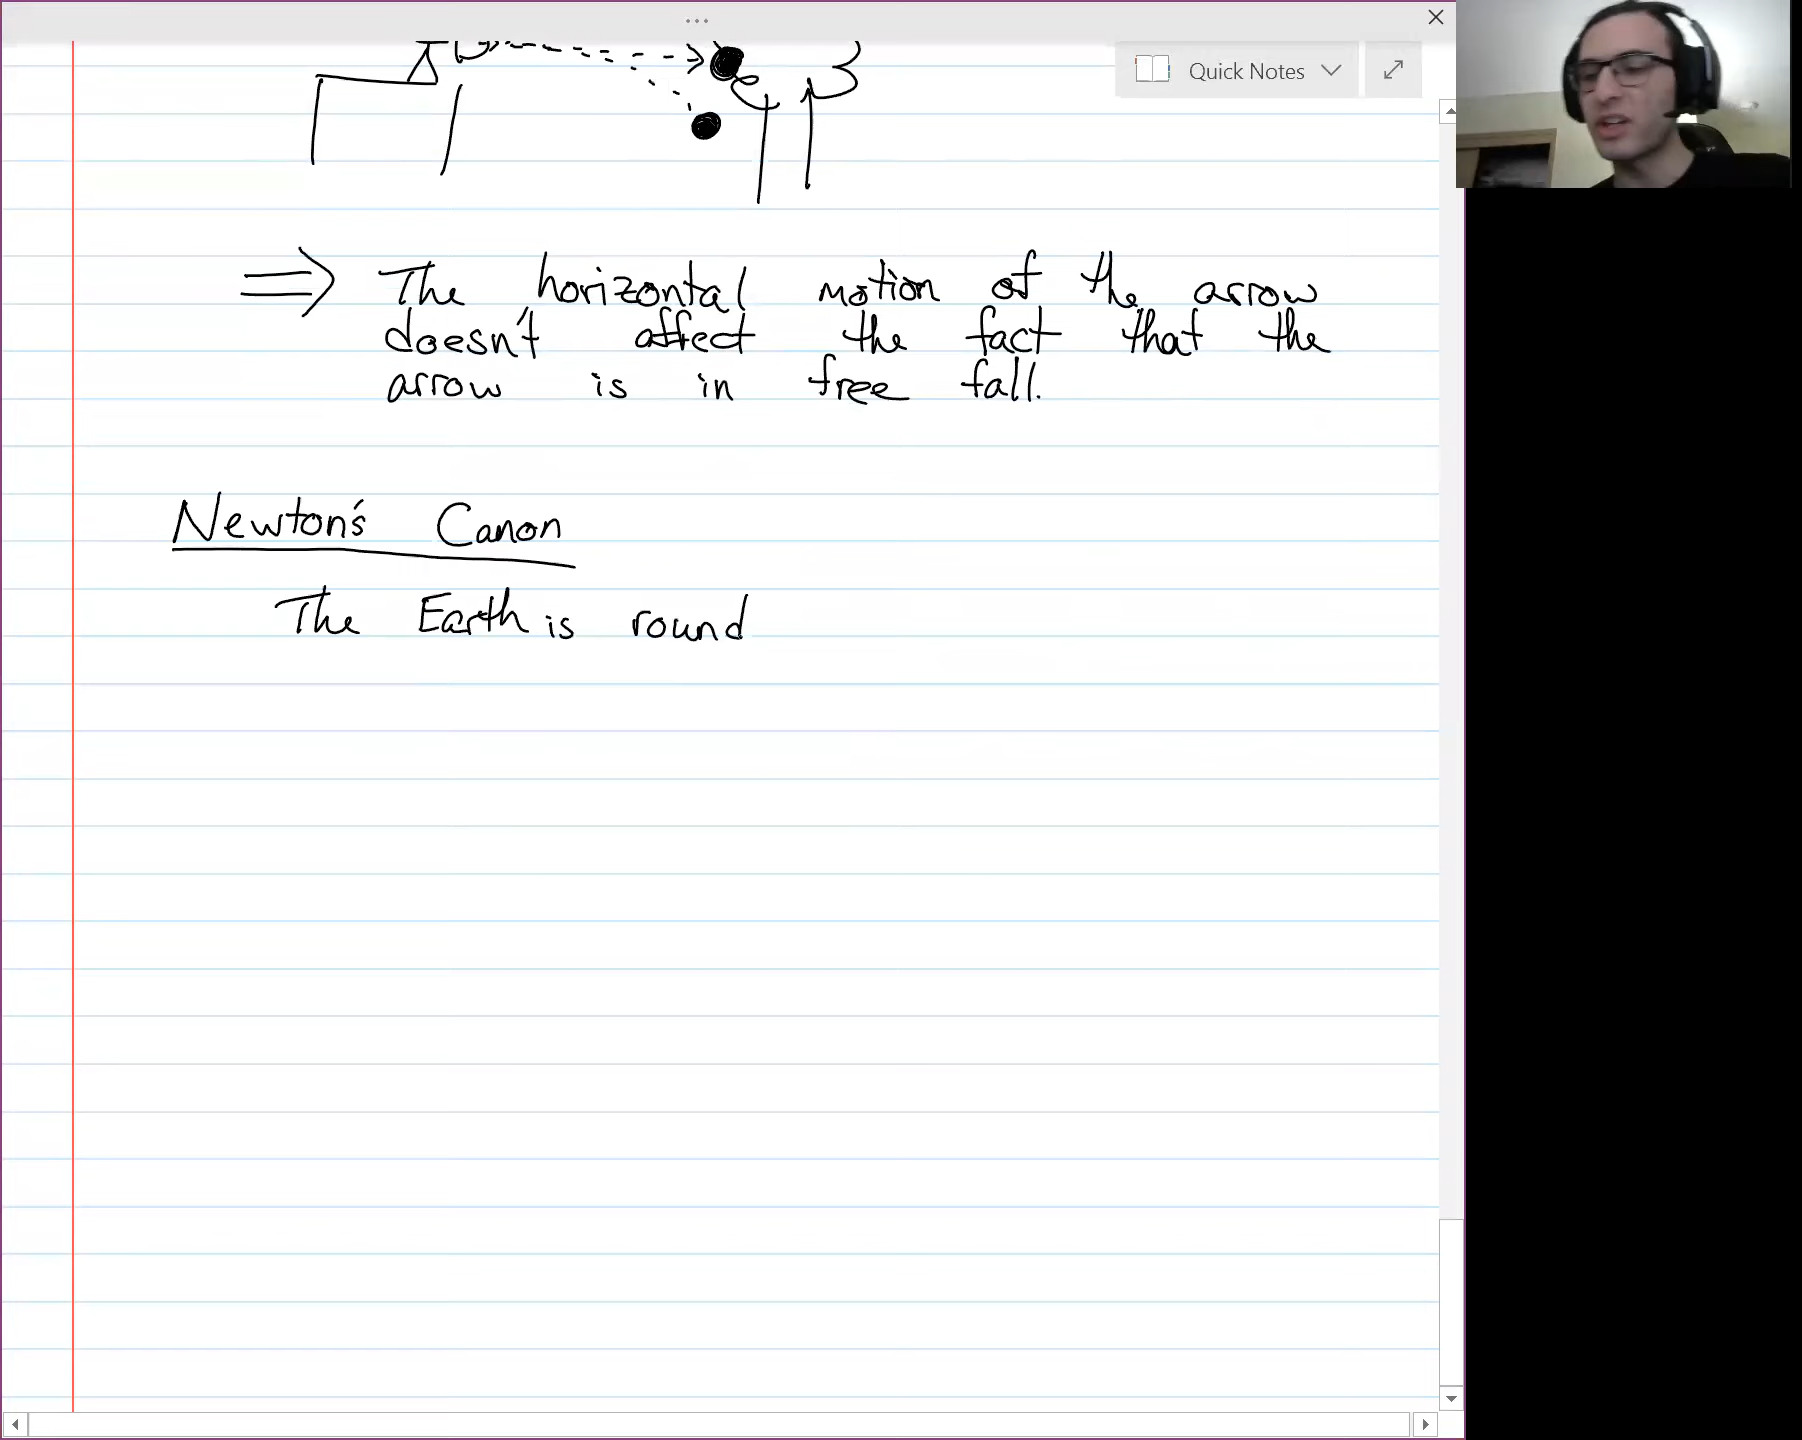 Quick Notes
⇒ The horizontal motion of the arrow
doesn't affect the fact that the
arrow is in free fall.
Newton's Canon
The Earth is round